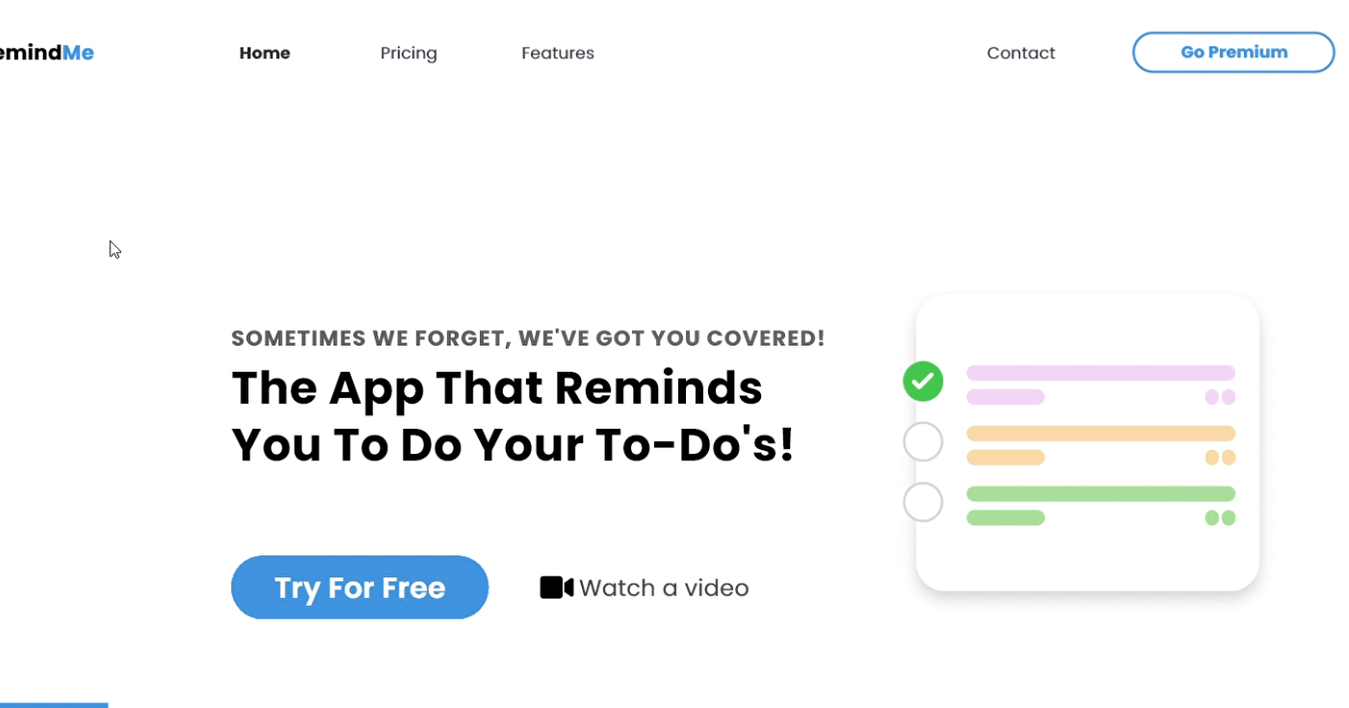 emindMe Home Pricing Features Contact Go Premium
SOMETIMES WE FORGET, WE'VE GOT YOU COVERED!
The App That Reminds
You To Do Your To-Do's!
Try For Free Watch a video